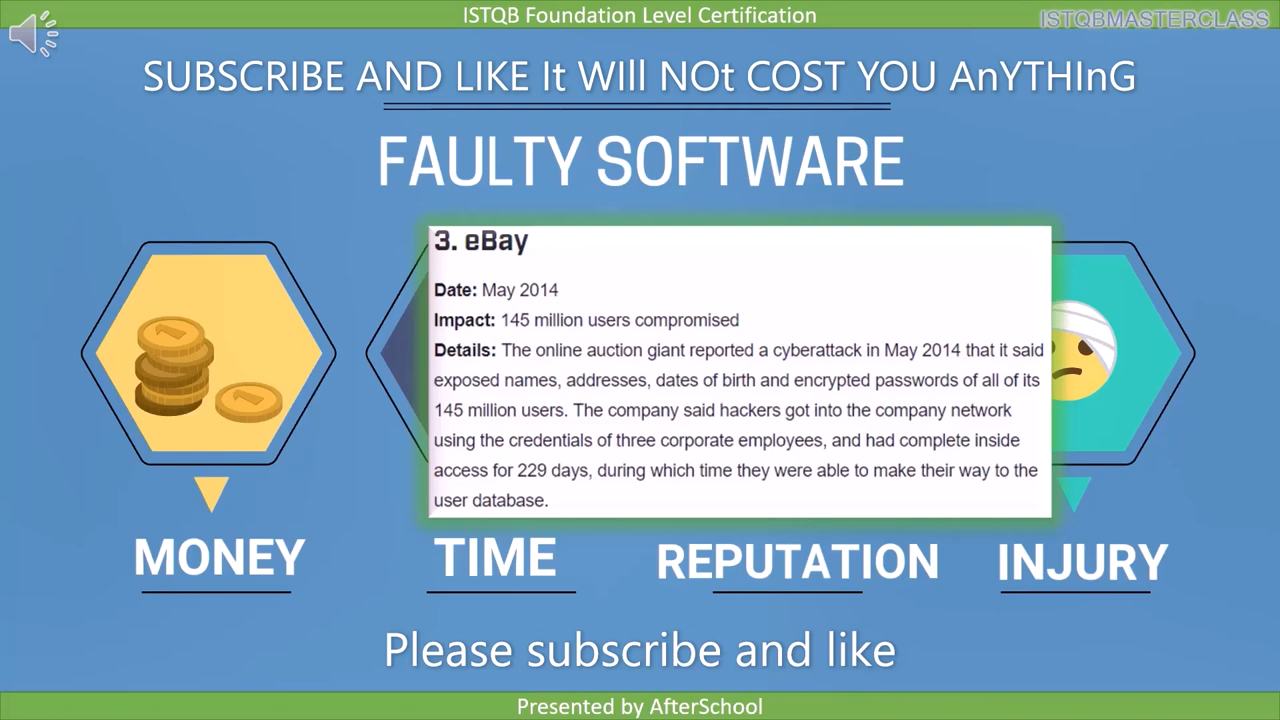 ISTQB Foundation Level Certification
ISTQBMASTERCLASS
SUBSCRIBE AND LIKE It WIll NOt COST YOU AnYTHInG
FAULTY SOFTWARE
3. eBay
Date: May 2014
Impact: 145 million users compromised
Details: The online auction giant reported a cyberattack in May 2014 that it said
exposed names, addresses, dates of birth and encrypted passwords of all of its
145 million users. The company said hackers got into the company network
using the credentials of three corporate employees, and had complete inside
access for 229 days, during which time they were able to make their way to the
user database.
MONEY
TIME
REPUTATION
INJURY
Please subscribe and like
Presented by AfterSchool